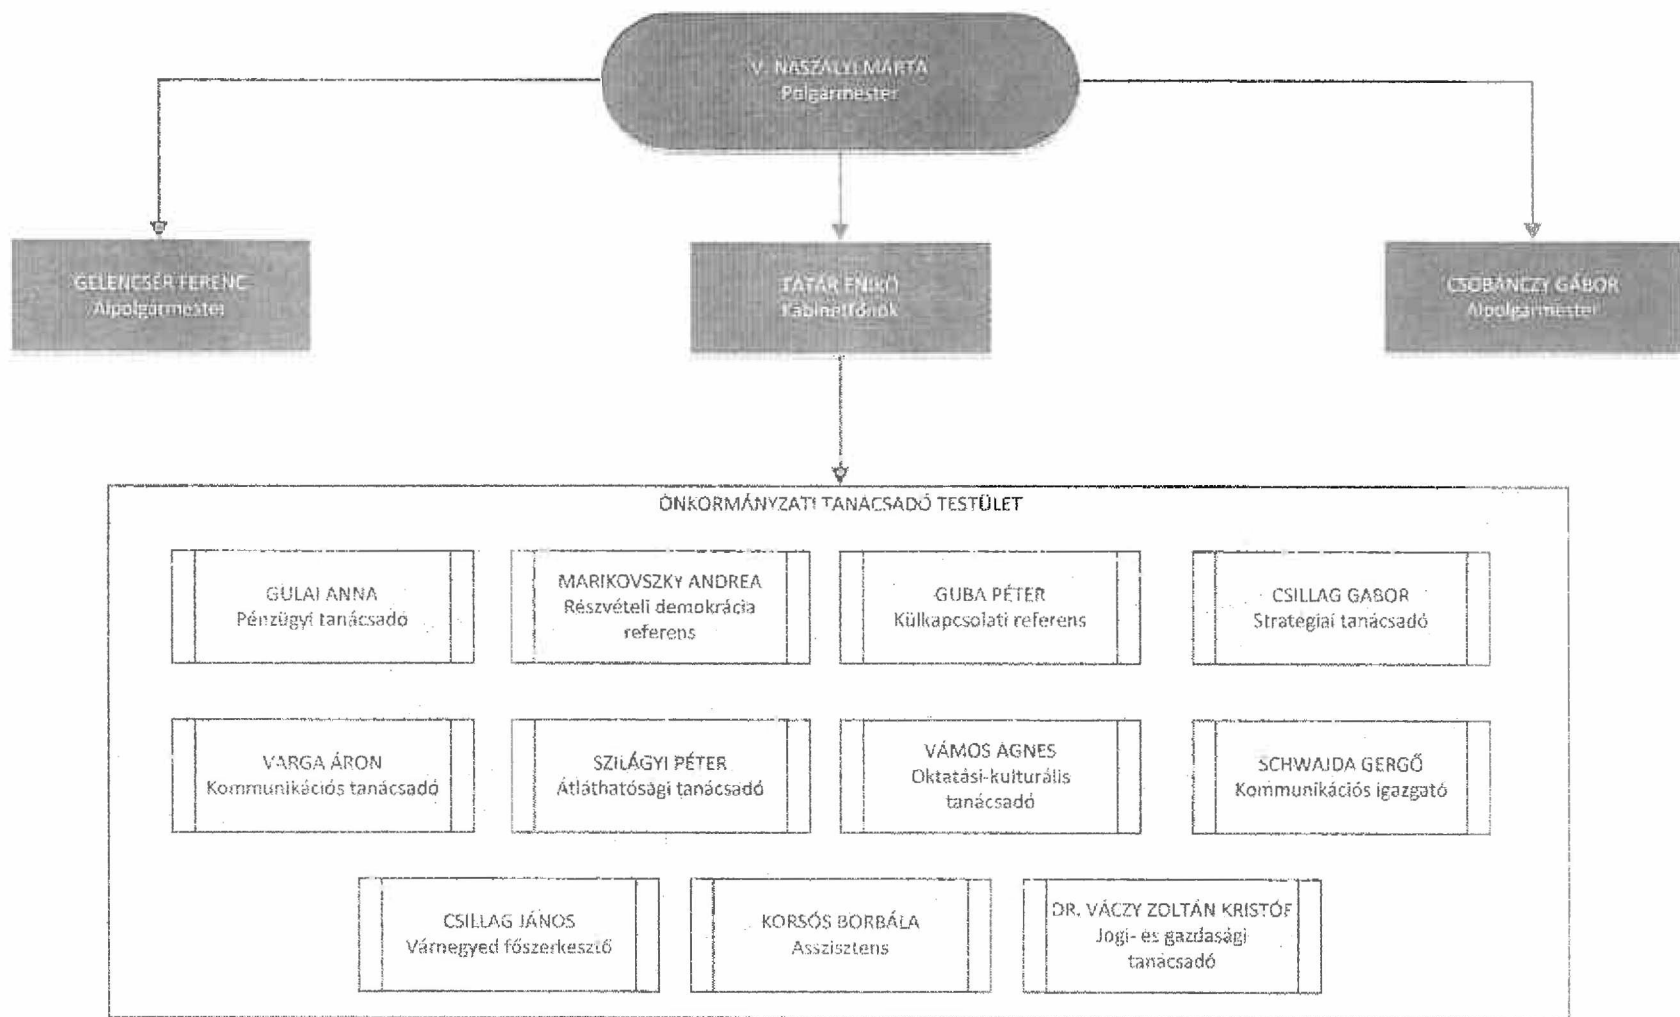 V. NASZÁLYI MÁRTA
Polgármester
GELENCSÉR FERENC
Alpolgármester
TATÁR ENIKŐ
Kabinetfőnök
CSOBÁNCZY GÁBOR
Alpolgármester
ÖNKORMÁNYZATI TANÁCSADÓ TESTÜLET
GULAI ANNA
Pénzügyi tanácsadó
MARIKOVSZKY ANDREA
Részvételi demokrácia
referens
GUBA PÉTER
Külkapcsolati referens
CSILLAG GÁBOR
Stratégiai tanácsadó
VARGA ÁRON
Kommunikációs tanácsadó
SZILÁGYI PÉTER
Átláthatósági tanácsadó
VÁMOS ÁGNES
Oktatási-kulturális
tanácsadó
SCHWAJDA GERGŐ
Kommunikációs igazgató
CSILLAG JÁNOS
Várnegyed főszerkesztő
KORSÓS BORBÁLA
Asszisztens
DR. VÁCZY ZOLTÁN KRISTÓF
Jogi- és gazdasági
tanácsadó